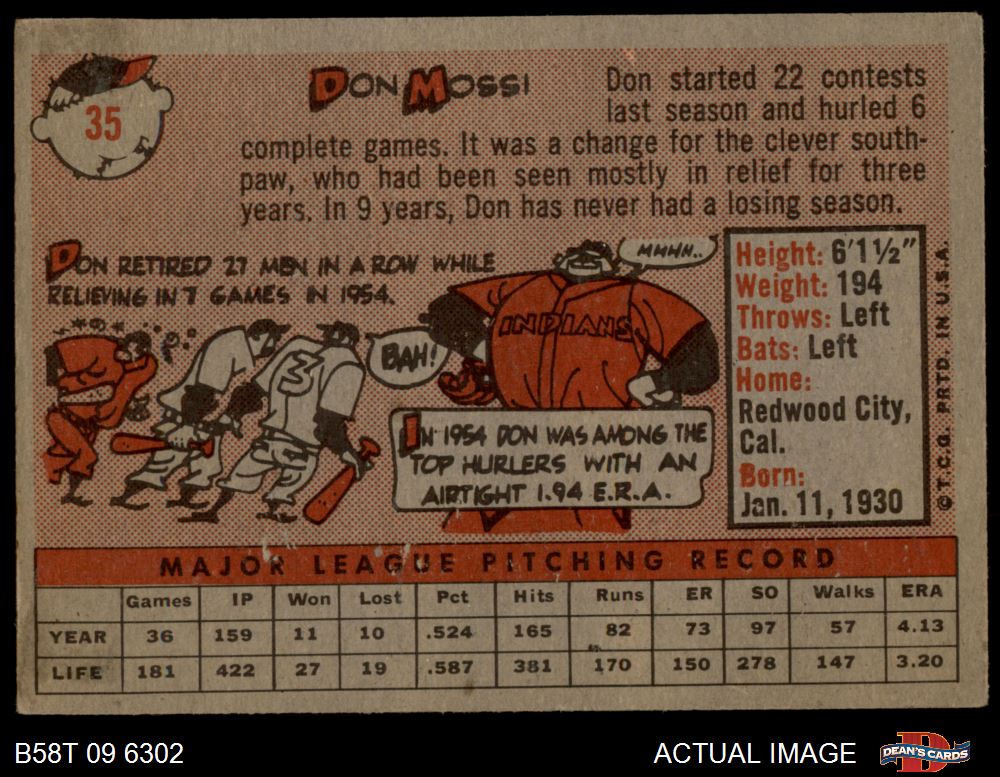 35
DON MOSSI
Don started 22 contests
last season and hurled 6
complete games. It was a change for the clever south-
paw, who had been seen mostly in relief for three
years. In 9 years, Don has never had a losing season.
DON RETIRED 27 MEN IN A ROW WHILE
RELIEVING IN 7 GAMES IN 1954.
MMHH..
INDIANS
BAH!
3
IN 1954 DON WAS AMONG THE
TOP HURLERS WITH AN
AIRTIGHT 1.94 E.R.A.
Height: 6'1½"
Weight: 194
Throws: Left
Bats: Left
Home:
Redwood City,
Cal.
Born:
Jan. 11, 1930
© T.C.G. PRTD. IN U.S.A.
MAJOR LEAGUE PITCHING RECORD
Games IP Won Lost Pct Hits Runs ER SO Walks ERA
YEAR 36 159 11 10 .524 165 82 73 97 57 4.13
LIFE 181 422 27 19 .587 381 170 150 278 147 3.20
B58T 09 6302
ACTUAL IMAGE
DEAN'S CARDS